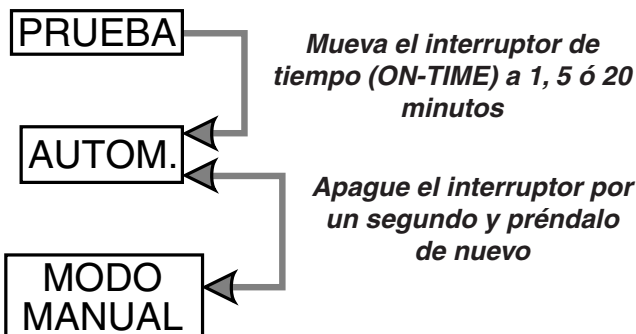 PRUEBA
Mueva el interruptor de
tiempo (ON-TIME) a 1, 5 ó 20
minutos
AUTOM.
Apague el interruptor por
un segundo y préndalo
de nuevo
MODO
MANUAL